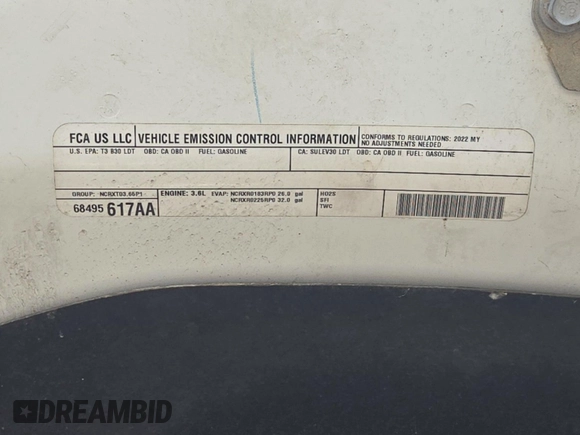 FCA US LLC VEHICLE EMISSION CONTROL INFORMATION CONFORMS TO REGULATIONS: 2022 MY
NO ADJUSTMENTS NEEDED
U.S. EPA: T3 B30 LDT OBD: CA OBD II FUEL: GASOLINE CA: SULEV30 LDT OBD: CA OBD II FUEL: GASOLINE
GROUP: NCRXT03.65P1 ENGINE: 3.6L EVAP: NCRXR0183RP0 26.0 gal HO2S
NCRXR0225RP0 32.0 gal SFI
TWC
68495 617AA
DREAMBID